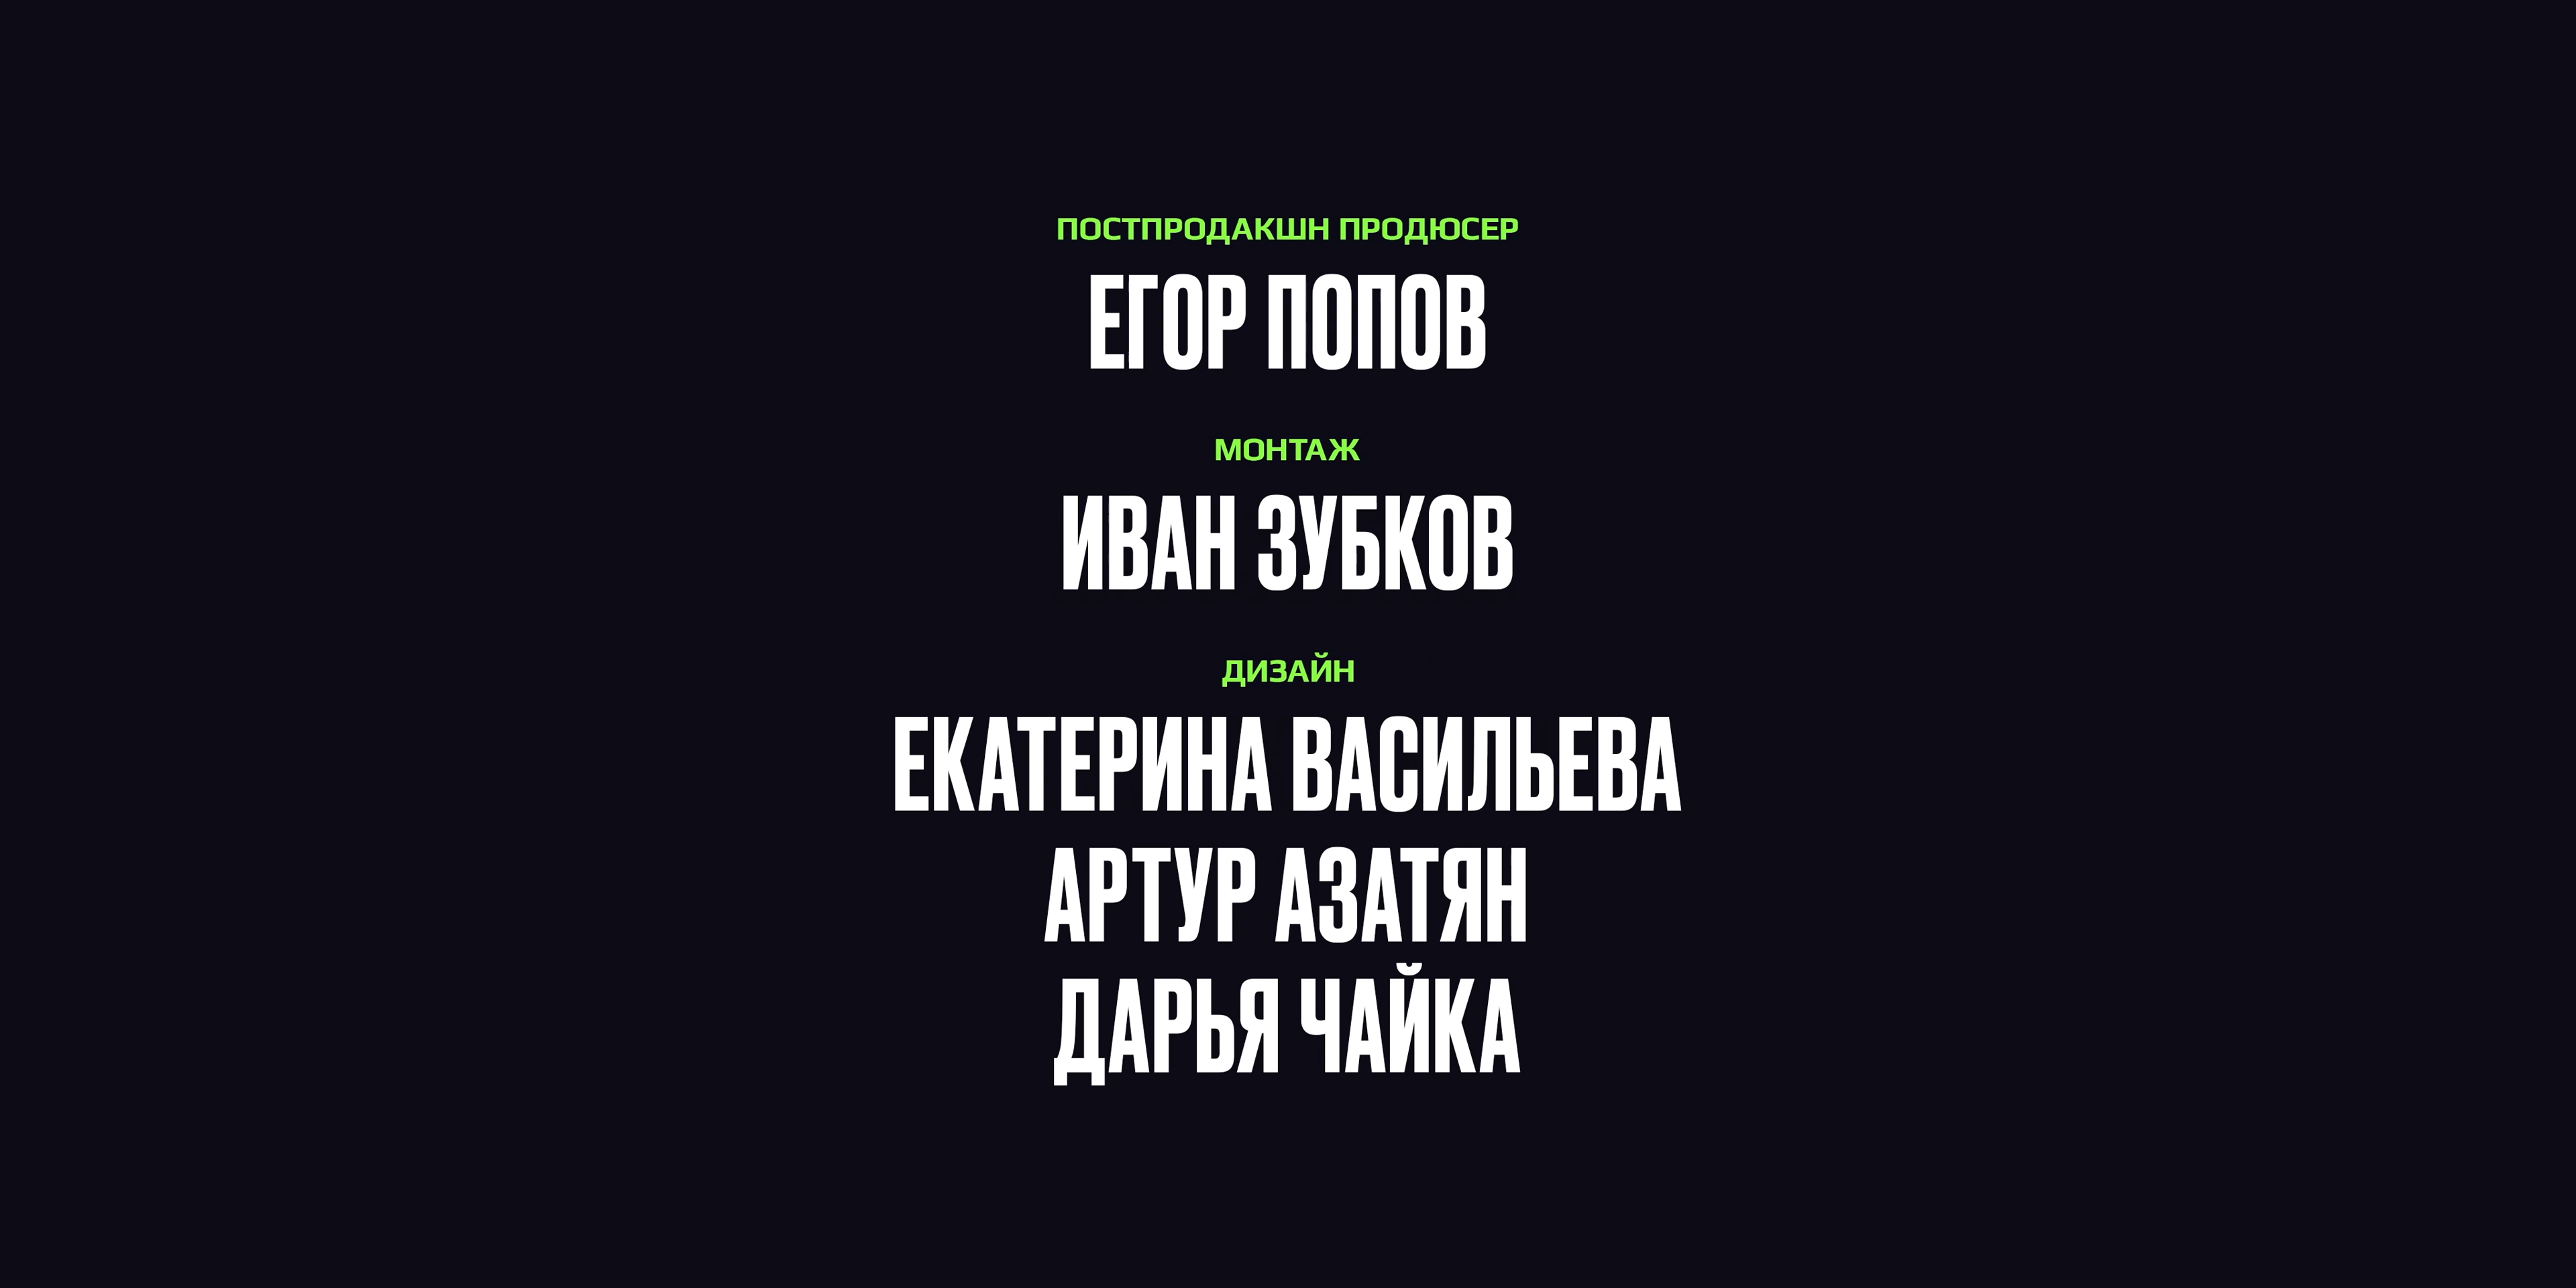 ПОСТПРОДАКШН ПРОДЮСЕР
ЕГОР ПОПОВ
МОНТАЖ
ИВАН ЗУБКОВ
ДИЗАЙН
ЕКАТЕРИНА ВАСИЛЬЕВА
АРТУР АЗАТЯН
ДАРЬЯ ЧАЙКА